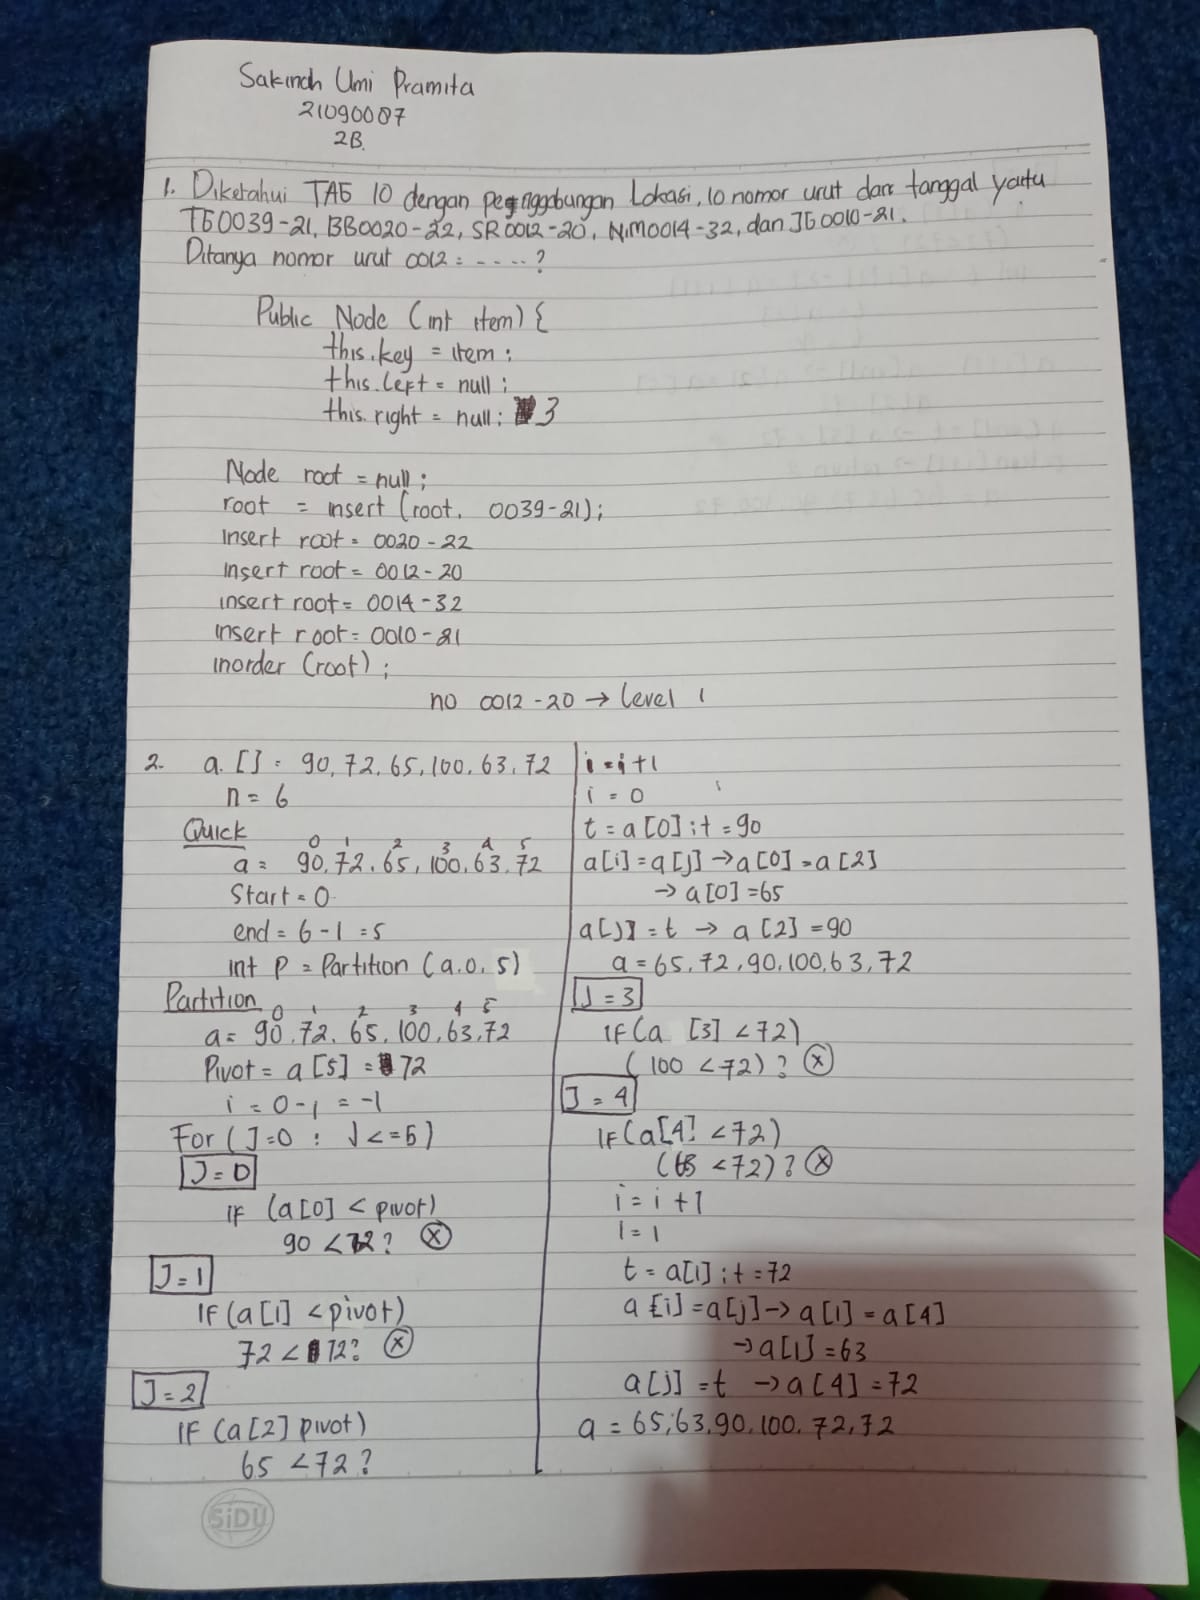 Sakinah Umi Pramita
21090087
2B.
1. Diketahui TAG 10 dengan penggabungan Lokasi, 10 nomor urut dari tanggal yaitu
TG0039-21, BB0020-22, SR0012-20, NIM0014-32, dan JG0010-21.
Ditanya nomor urut 0012 = ....?
Public Node (int item) {
this.key = item;
this.left = null;
this.right = null; 3
Node root = null;
root = insert (root, 0039-21);
insert root = 0020-22
insert root = 0012-20
insert root = 0014-32
insert root = 0010-21
inorder (root);
no 0012-20 → Level 1
2. a. [] = 90, 72, 65, 100, 63, 72
n = 6
Quick
0 1 2 3 4 5
a = 90, 72, 65, 100, 63, 72
Start = 0
end = 6-1 = 5
int P = Partition (a.0.5)
Partition
0 1 2 3 4 5
a = 90, 72, 65, 100, 63, 72
Pivot = a [5] = 72
i = 0-1 = -1
For (J=0 ; J<=5)
J=0
IF (a[0] < pivot)
90 <72? ⓧ
J=1
IF (a[1] < pivot)
72 < 72? ⓧ
J=2
IF (a[2] pivot)
65 <72?
i = i+1
i = 0
t = a[0] ; t = 90
a[i] = a[j] → a[0] = a[2]
→ a[0] = 65
a[j] = t → a[2] = 90
a = 65, 72, 90, 100, 63, 72
J=3
IF (a [3] <72)
(100 <72)? ⓧ
J=4
IF (a[4] <72)
(63 <72)? ⓧ
i = i +1
i = 1
t = a[1] ; t = 72
a [i] = a[j] → a[1] = a[4]
→ a[1] = 63
a[j] = t → a[4] = 72
a = 65, 63, 90, 100, 72, 72
SiDU